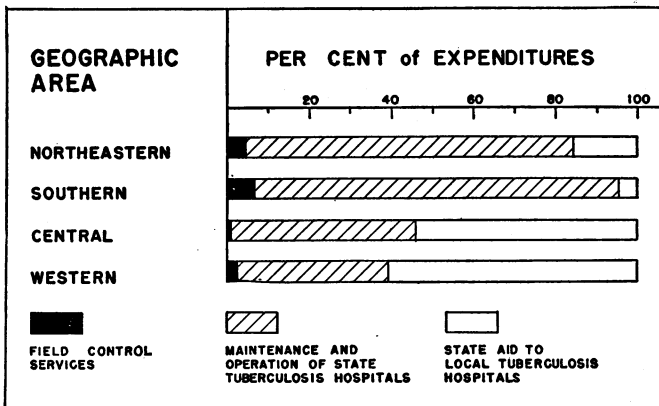 GEOGRAPHIC
AREA
PER CENT of EXPENDITURES
20 40 60 80 100
NORTHEASTERN
SOUTHERN
CENTRAL
WESTERN
FIELD CONTROL
SERVICES
MAINTENANCE AND
OPERATION OF STATE
TUBERCULOSIS HOSPITALS
STATE AID TO
LOCAL TUBERCULOSIS
HOSPITALS